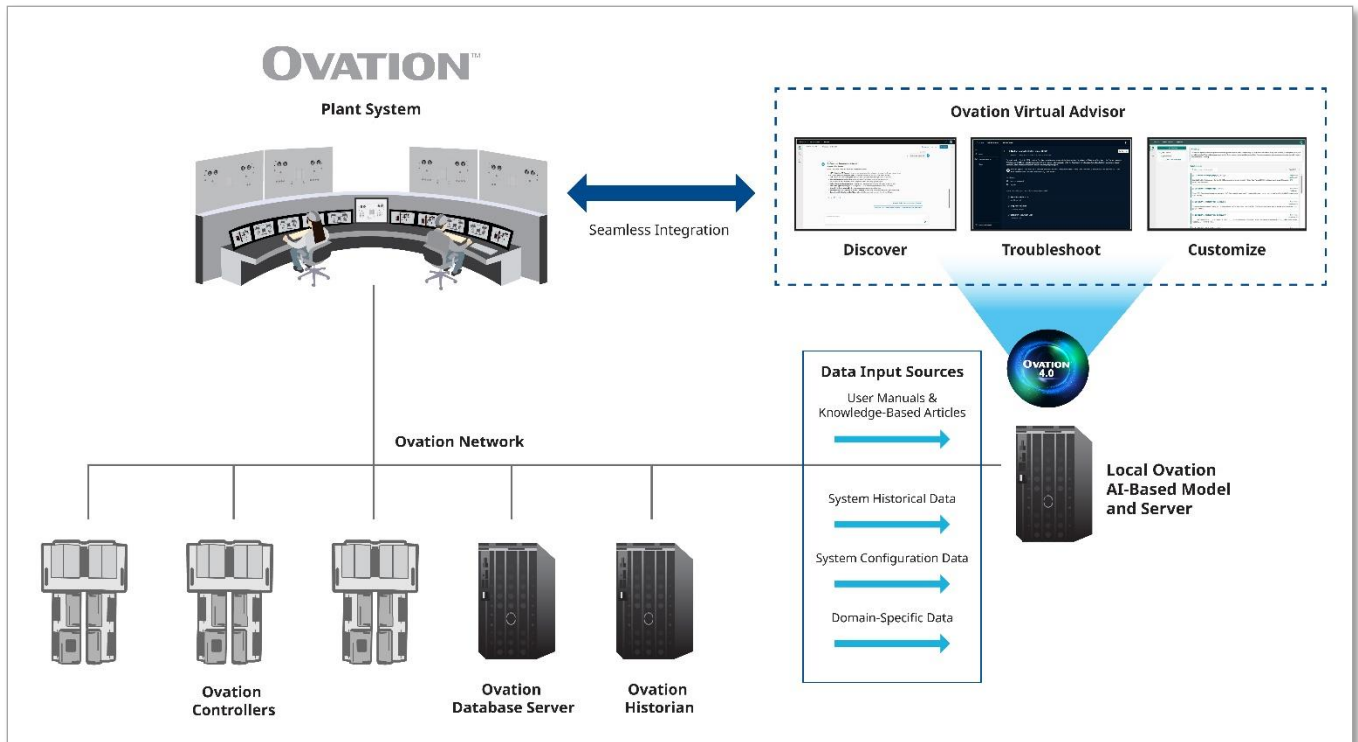 OVATION™
Plant System
Seamless Integration
Ovation Virtual Advisor
Discover
Troubleshoot
Customize
OVATION
4.0
Data Input Sources
User Manuals &
Knowledge-Based Articles
System Historical Data
System Configuration Data
Domain-Specific Data
Local Ovation
AI-Based Model
and Server
Ovation Network
Ovation
Controllers
Ovation
Database Server
Ovation
Historian